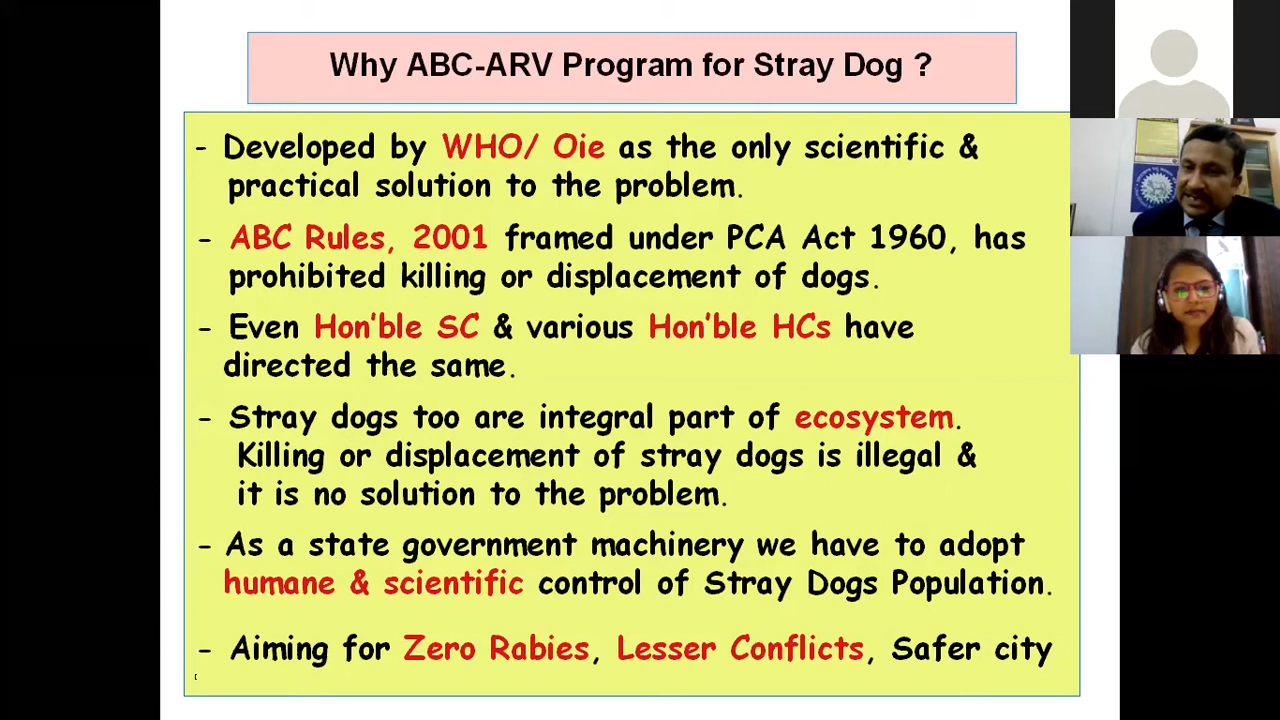 Why ABC-ARV Program for Stray Dog ?
- Developed by WHO/ Oie as the only scientific &
practical solution to the problem.
- ABC Rules, 2001 framed under PCA Act 1960, has
prohibited killing or displacement of dogs.
- Even Hon'ble SC & various Hon'ble HCs have
directed the same.
- Stray dogs too are integral part of ecosystem.
Killing or displacement of stray dogs is illegal &
it is no solution to the problem.
- As a state government machinery we have to adopt
humane & scientific control of Stray Dogs Population.
- Aiming for Zero Rabies, Lesser Conflicts, Safer city